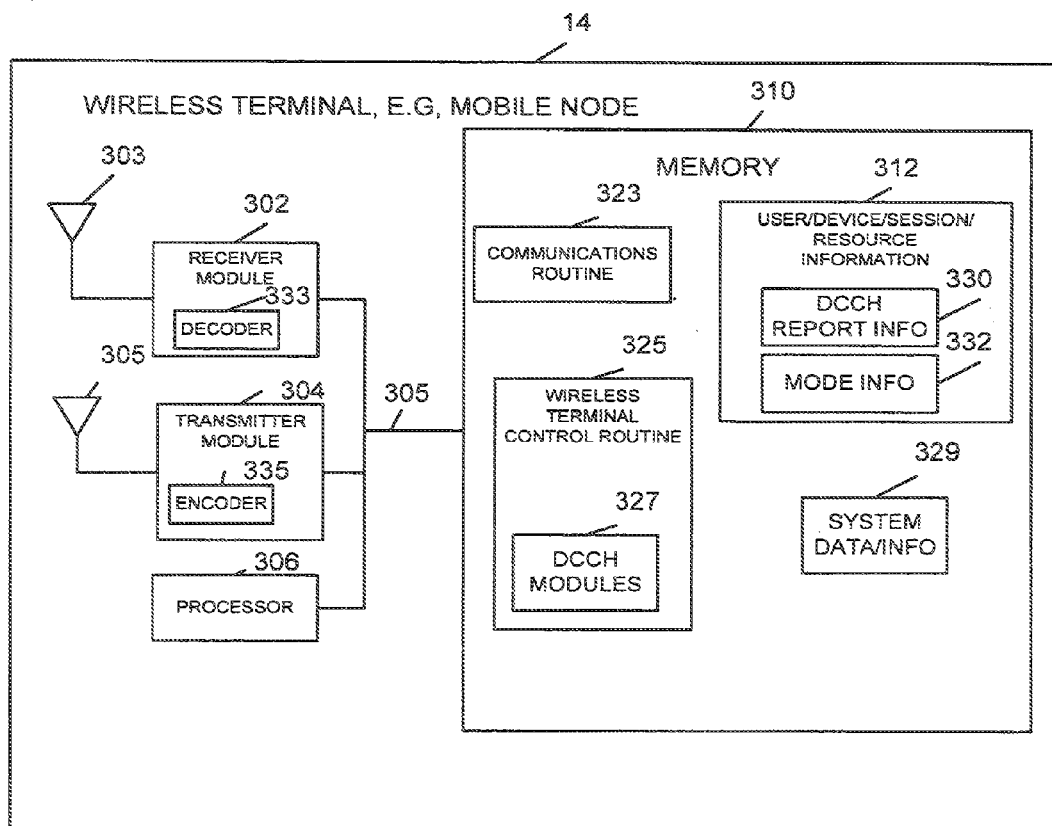 14
WIRELESS TERMINAL, E.G, MOBILE NODE
310
MEMORY
303
302
RECEIVER
MODULE
333
DECODER
305
304
TRANSMITTER
MODULE
335
ENCODER
306
PROCESSOR
305
323
COMMUNICATIONS
ROUTINE
325
WIRELESS
TERMINAL
CONTROL ROUTINE
327
DCCH
MODULES
312
USER/DEVICE/SESSION/
RESOURCE
INFORMATION
330
DCCH
REPORT INFO
332
MODE INFO
329
SYSTEM
DATA/INFO